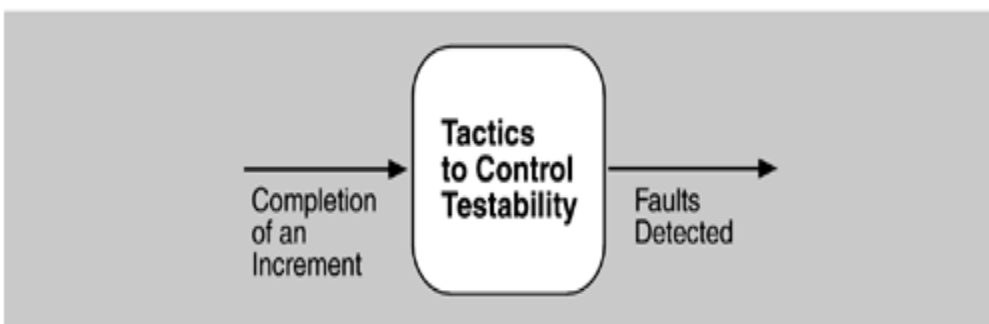 Completion
of an
Increment
Tactics
to Control
Testability
Faults
Detected